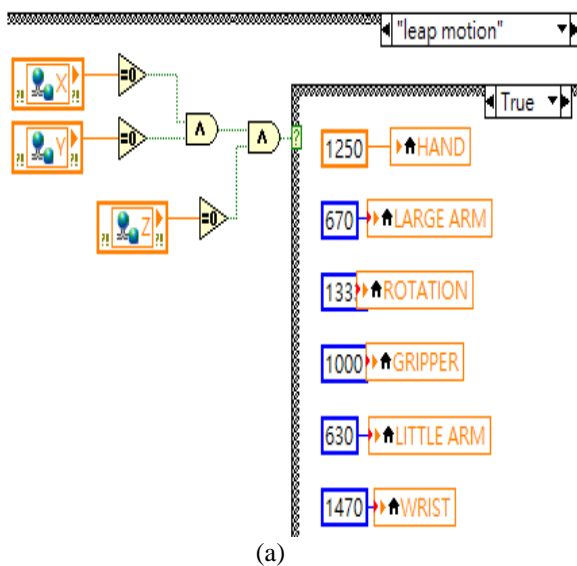 "leap motion"
True
X =0
Y =0
Z =0
∧ ∧
?
1250 HAND
670 LARGE ARM
1333 ROTATION
1000 GRIPPER
630 LITTLE ARM
1470 WRIST
(a)